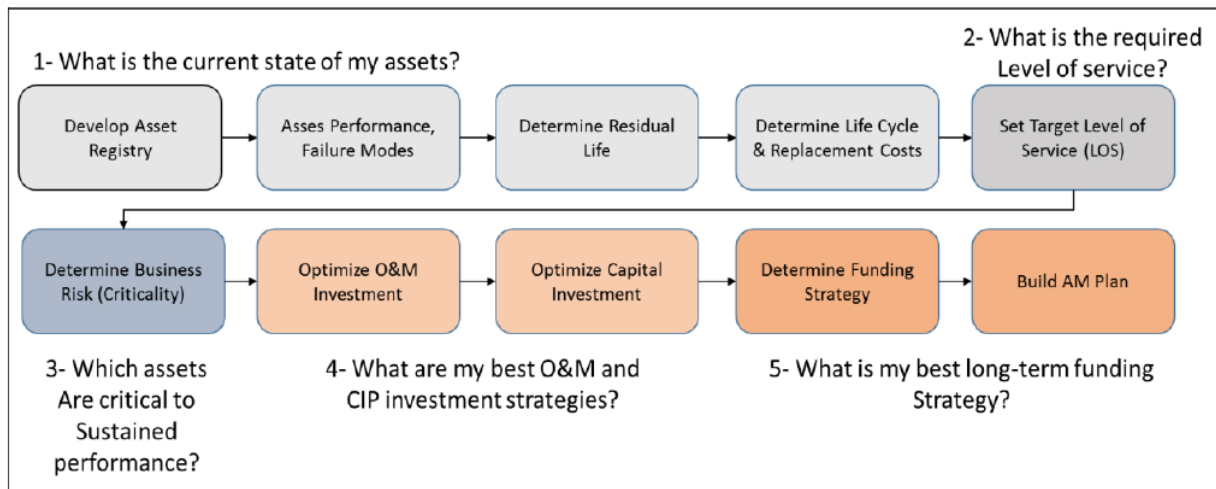 1- What is the current state of my assets?
2- What is the required
Level of service?
Develop Asset
Registry
Asses Performance,
Failure Modes
Determine Residual
Life
Determine Life Cycle
& Replacement Costs
Set Target Level of
Service (LOS)
Determine Business
Risk (Criticality)
Optimize O&M
Investment
Optimize Capital
Investment
Determine Funding
Strategy
Build AM Plan
3- Which assets
Are critical to
Sustained
performance?
4- What are my best O&M and
CIP investment strategies?
5- What is my best long-term funding
Strategy?